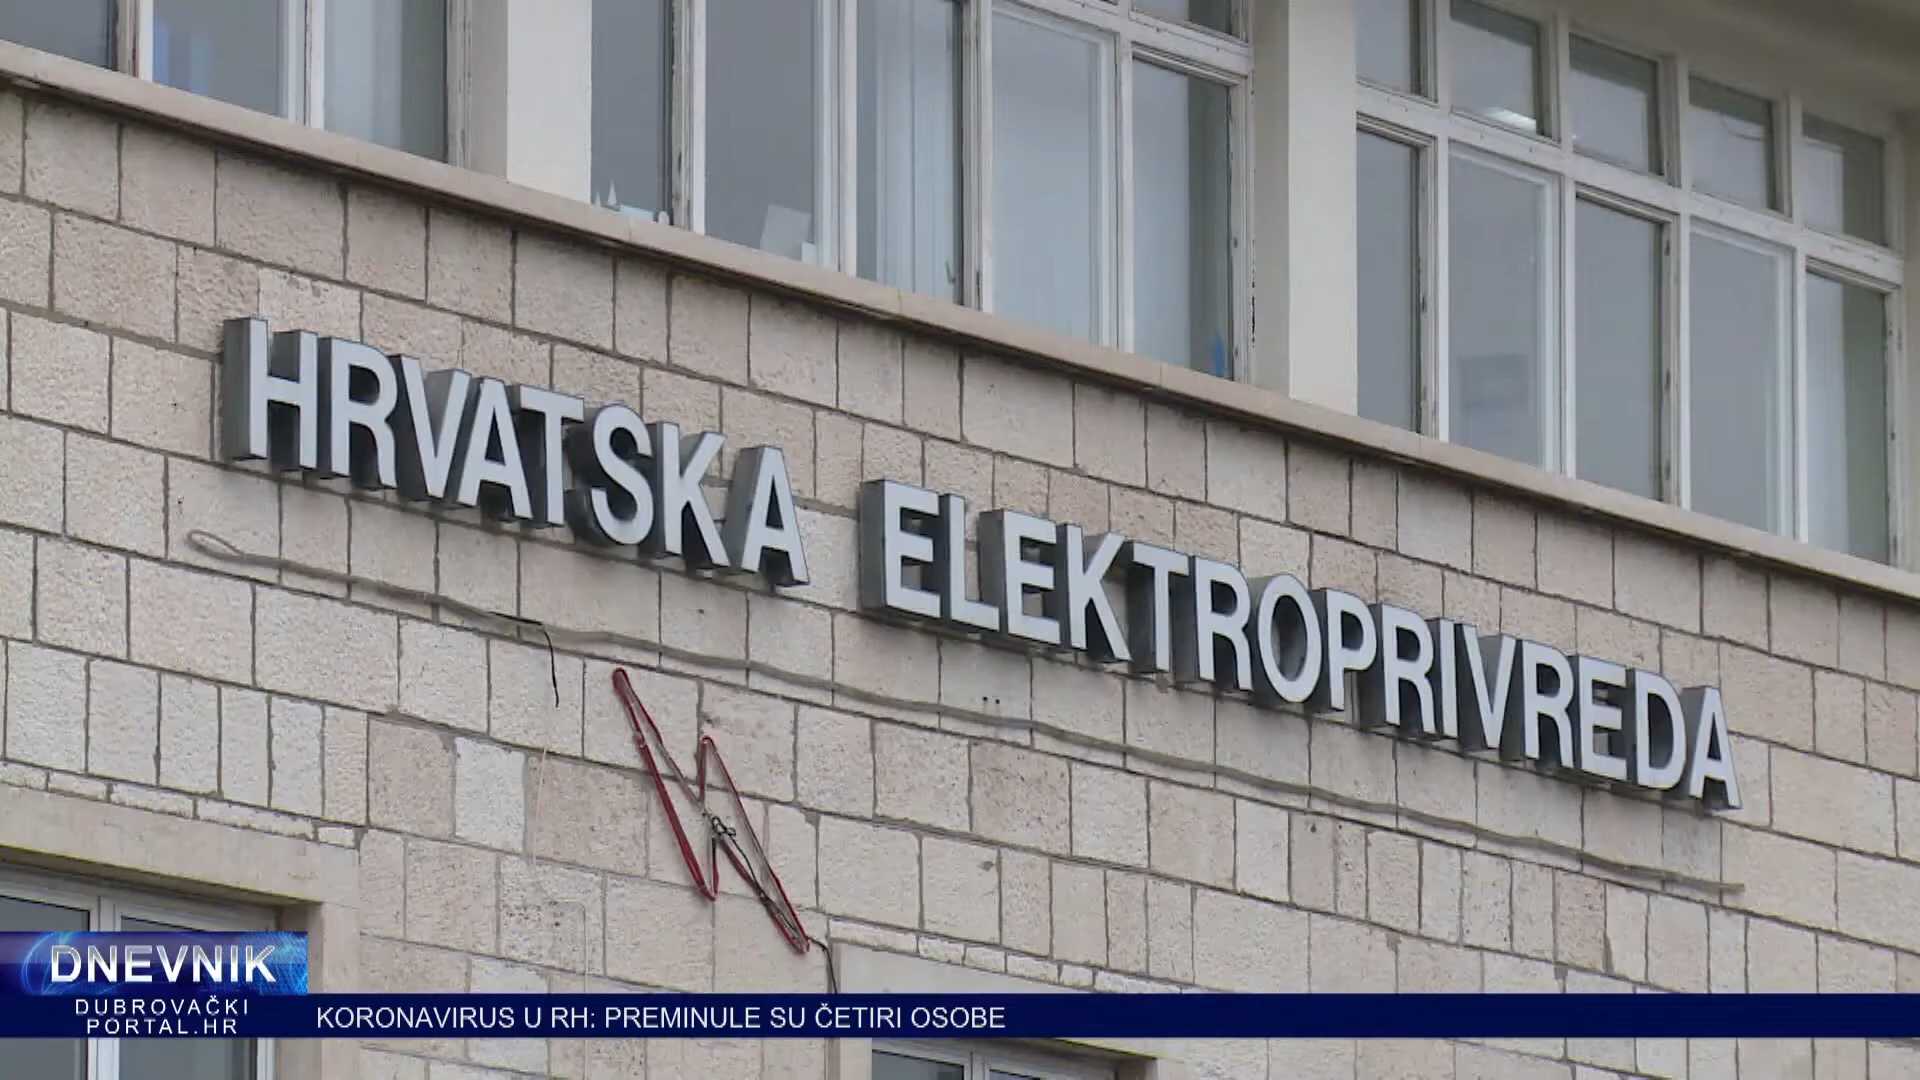 HRVATSKA ELEKTROPRIVREDA
DNEVNIK
DUBROVAČKI
PORTAL.HR
KORONAVIRUS U RH: PREMINULE SU ČETIRI OSOBE